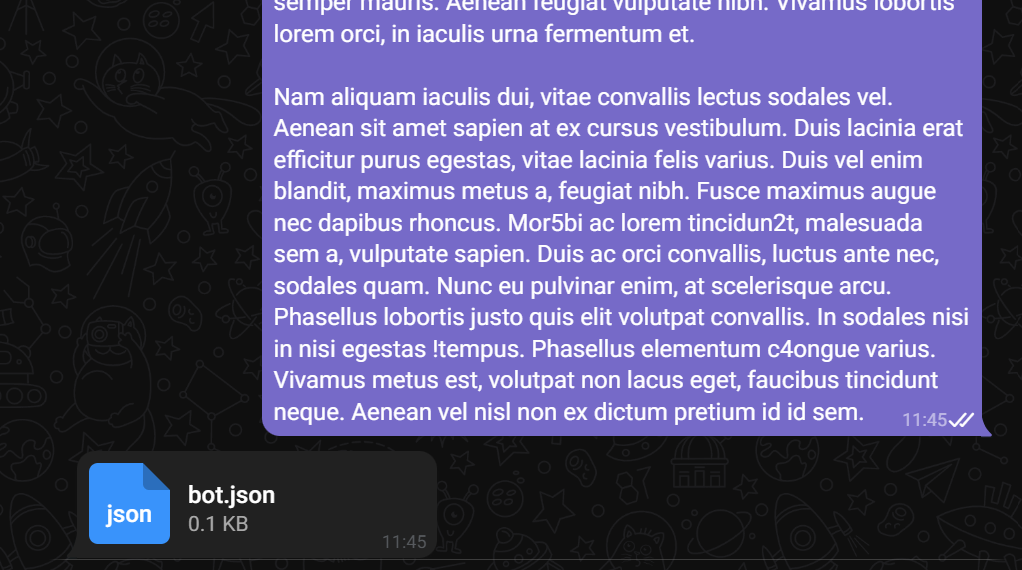 semper mauris. Aenean feugiat vulputate nibh. Vivamus lobortis
lorem orci, in iaculis urna fermentum et.
Nam aliquam iaculis dui, vitae convallis lectus sodales vel.
Aenean sit amet sapien at ex cursus vestibulum. Duis lacinia erat
efficitur purus egestas, vitae lacinia felis varius. Duis vel enim
blandit, maximus metus a, feugiat nibh. Fusce maximus augue
nec dapibus rhoncus. Mor5bi ac lorem tincidun2t, malesuada
sem a, vulputate sapien. Duis ac orci convallis, luctus ante nec,
sodales quam. Nunc eu pulvinar enim, at scelerisque arcu.
Phasellus lobortis justo quis elit volutpat convallis. In sodales nisi
in nisi egestas !tempus. Phasellus elementum c4ongue varius.
Vivamus metus est, volutpat non lacus eget, faucibus tincidunt
neque. Aenean vel nisl non ex dictum pretium id id sem.
11:45
json
bot.json
0.1 KB
11:45